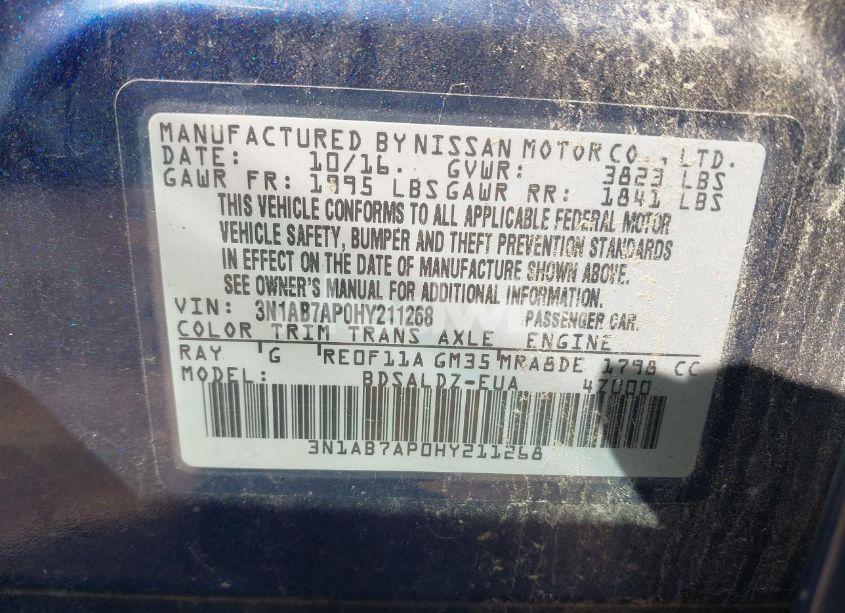 MANUFACTURED BY NISSAN MOTOR CO., LTD.
DATE: 10/16. GVWR: 3823 LBS
GAWR FR: 1995 LBS GAWR RR: 1841 LBS
THIS VEHICLE CONFORMS TO ALL APPLICABLE FEDERAL MOTOR
VEHICLE SAFETY, BUMPER AND THEFT PREVENTION STANDARDS
IN EFFECT ON THE DATE OF MANUFACTURE SHOWN ABOVE.
SEE OWNER'S MANUAL FOR ADDITIONAL INFORMATION.
VIN: 3N1AB7AP0HY211268 PASSENGER CAR.
COLOR TRIM TRANS AXLE ENGINE
RAY G RE0F11A GM35 MRA8DE 1798 CC
MODEL: BDSALDZ-EUA 4Z000
3N1AB7AP0HY211268